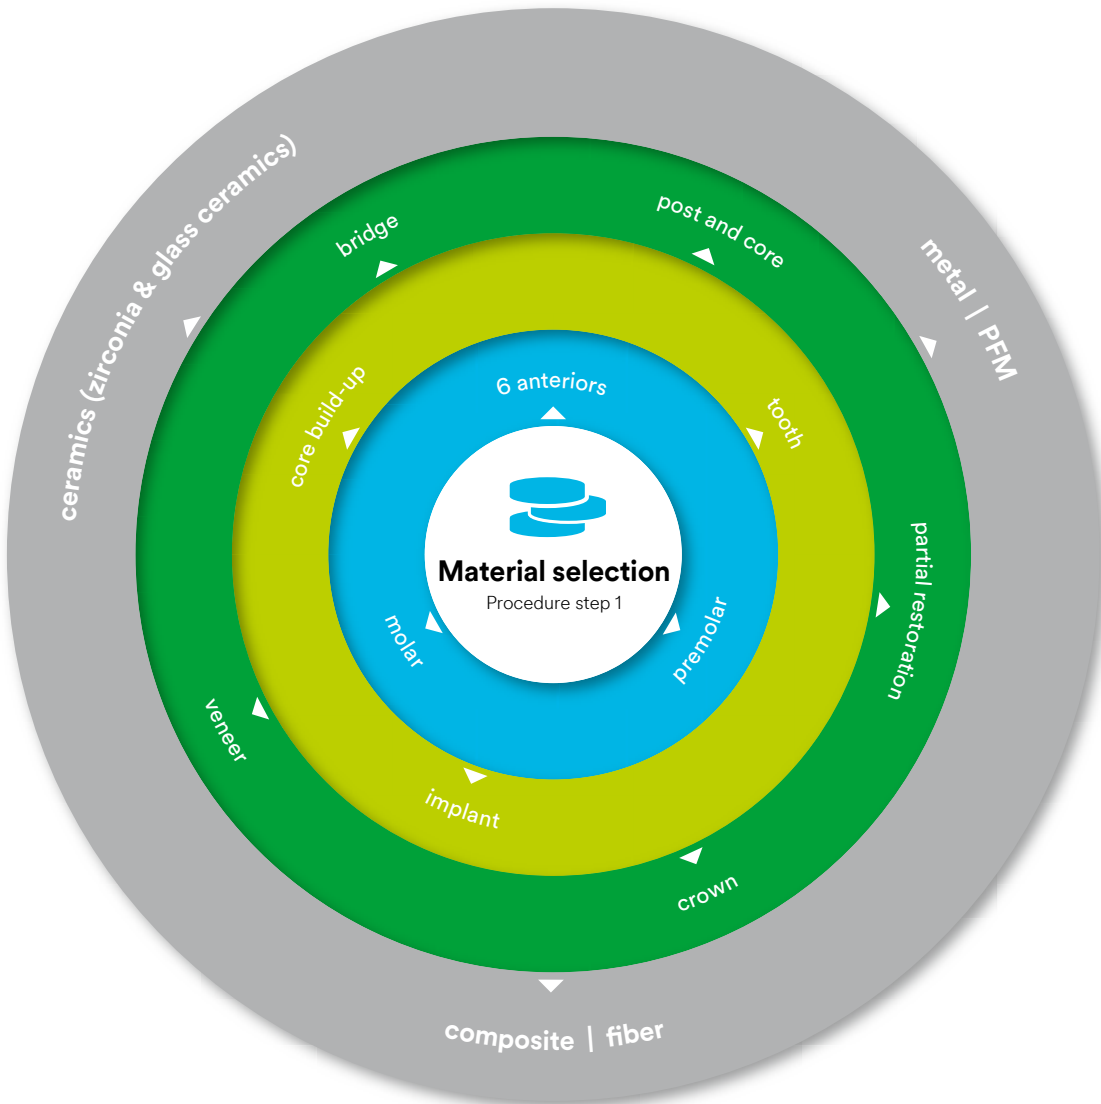 ceramics (zirconia & glass ceramics)
metal | PFM
composite | fiber
bridge
post and core
partial restoration
crown
veneer
core build-up
tooth
implant
6 anteriors
premolar
molar
Material selection
Procedure step 1